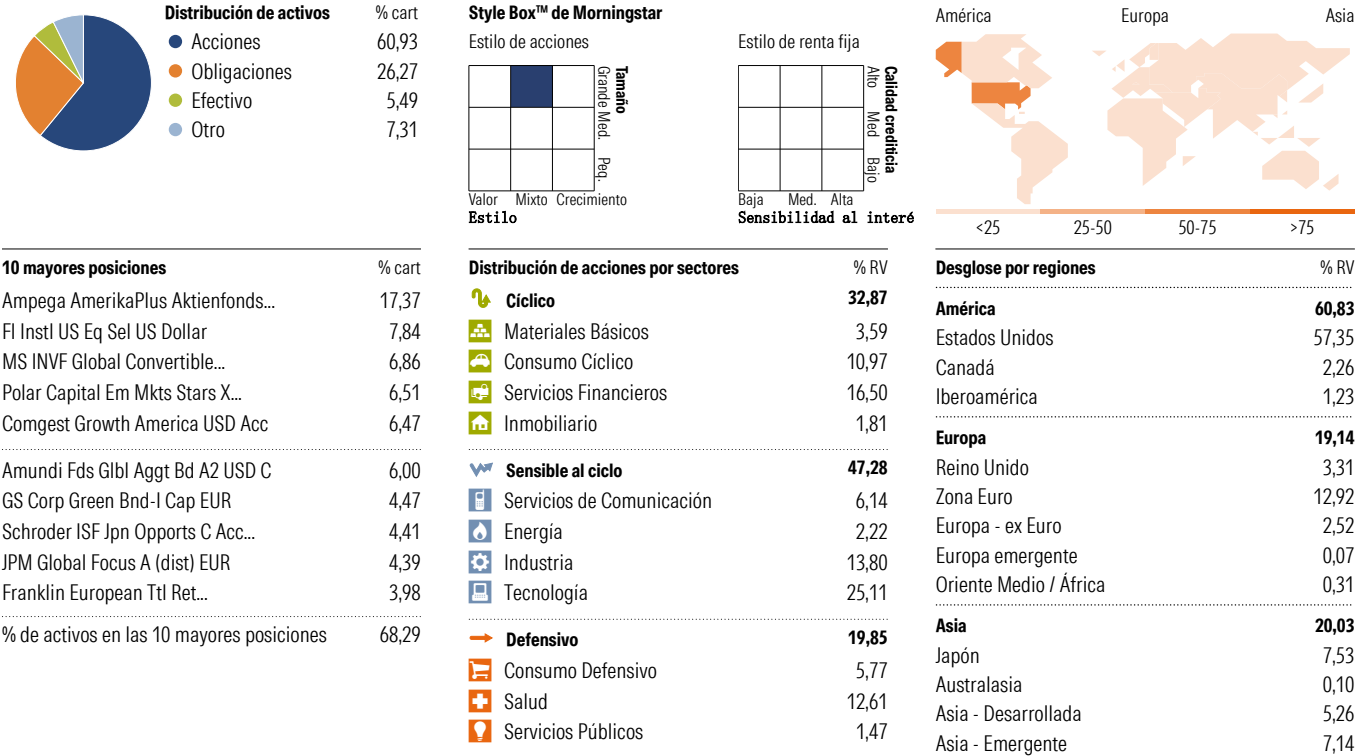 Distribución de activos % cart
Acciones 60,93
Obligaciones 26,27
Efectivo 5,49
Otro 7,31
Style Box™ de Morningstar
Estilo de acciones
Tamaño
Grande Med. Peq.
Valor Mixto Crecimiento
Estilo
Estilo de renta fija
Calidad crediticia
Alto Med Bajo
Baja Med. Alta
Sensibilidad al interé
América Europa Asia
<25 25-50 50-75 >75
10 mayores posiciones % cart
Ampega AmerikaPlus Aktienfonds... 17,37
FI Instl US Eq Sel US Dollar 7,84
MS INVF Global Convertible... 6,86
Polar Capital Em Mkts Stars X... 6,51
Comgest Growth America USD Acc 6,47
Amundi Fds Glbl Aggt Bd A2 USD C 6,00
GS Corp Green Bnd-I Cap EUR 4,47
Schroder ISF Jpn Opports C Acc... 4,41
JPM Global Focus A (dist) EUR 4,39
Franklin European Ttl Ret... 3,98
% de activos en las 10 mayores posiciones 68,29
Distribución de acciones por sectores % RV
Cíclico 32,87
Materiales Básicos 3,59
Consumo Cíclico 10,97
Servicios Financieros 16,50
Inmobiliario 1,81
Sensible al ciclo 47,28
Servicios de Comunicación 6,14
Energía 2,22
Industria 13,80
Tecnología 25,11
Defensivo 19,85
Consumo Defensivo 5,77
Salud 12,61
Servicios Públicos 1,47
Desglose por regiones % RV
América 60,83
Estados Unidos 57,35
Canadá 2,26
Iberoamérica 1,23
Europa 19,14
Reino Unido 3,31
Zona Euro 12,92
Europa - ex Euro 2,52
Europa emergente 0,07
Oriente Medio / África 0,31
Asia 20,03
Japón 7,53
Australasia 0,10
Asia - Desarrollada 5,26
Asia - Emergente 7,14